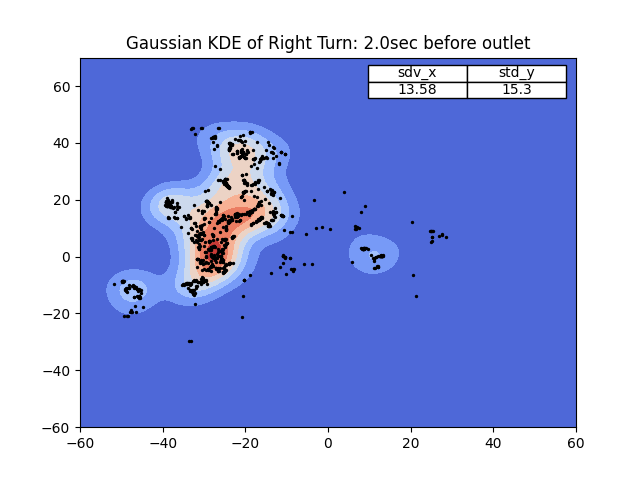 Gaussian KDE of Right Turn: 2.0sec before outlet
sdv_x std_y
13.58 15.3
60
40
20
0
−20
−40
−60
−60 −40 −20 0 20 40 60